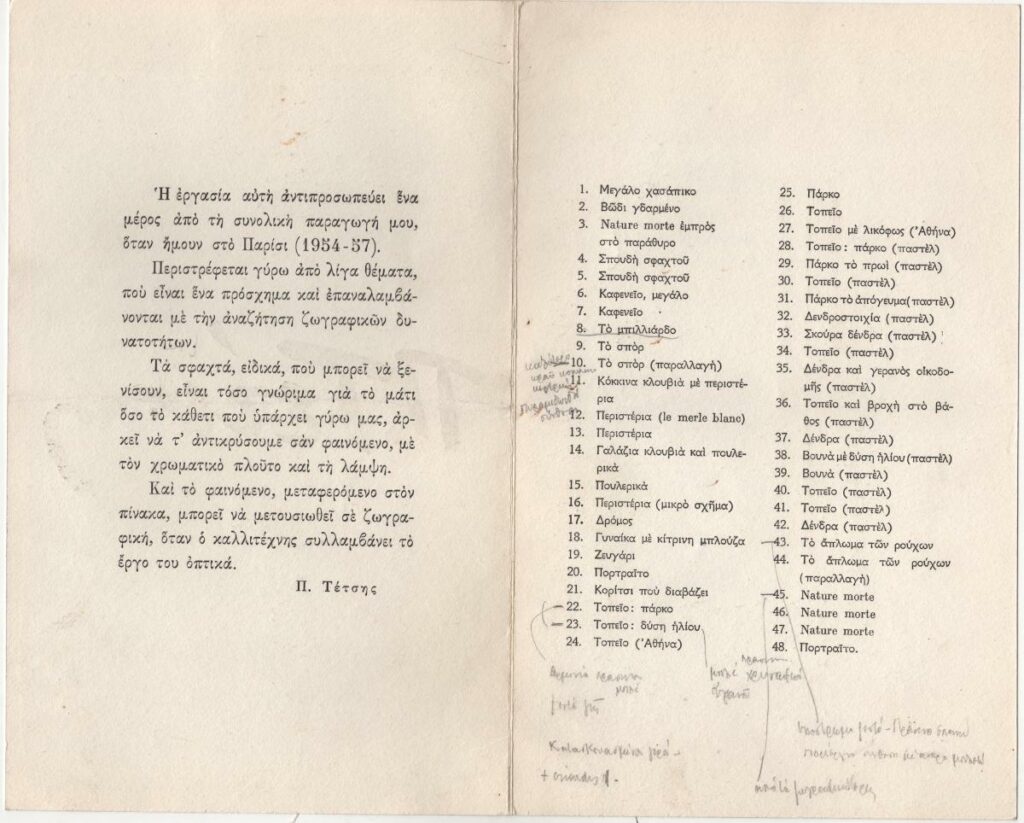 Ἡ ἐργασία αὐτὴ ἀντιπροσωπεύει ἕνα
μέρος ἀπὸ τὴ συνολικὴ παραγωγή μου,
ὅταν ἤμουν στὸ Παρίσι (1954-57).
Περιστρέφεται γύρω ἀπὸ λίγα θέματα,
ποὺ εἶναι ἕνα πρόσχημα καὶ ἐπαναλαμβά-
νονται μὲ τὴν ἀναζήτηση ζωγραφικῶν δυ-
νατοτήτων.
Τὰ σφαχτά, εἰδικά, ποὺ μπορεῖ νὰ ξε-
νίσουν, εἶναι τόσο γνώριμα γιὰ τὸ μάτι
ὅσο τὸ κάθετι ποὺ ὑπάρχει γύρω μας, ἀρ-
κεῖ νὰ τ' ἀντικρύσουμε σὰν φαινόμενο, μὲ
τὸν χρωματικὸ πλοῦτο καὶ τὴ λάμψη.
Καὶ τὸ φαινόμενο, μεταφερόμενο στὸν
πίνακα, μπορεῖ νὰ μετουσιωθεῖ σὲ ζωγρα-
φική, ὅταν ὁ καλλιτέχνης συλλαμβάνει τὸ
ἔργο του ὀπτικά.
Π. Τέτσης
1. Μεγάλο χασάπικο
2. Βῶδι γδαρμένο
3. Nature morte ἐμπρὸς
στὸ παράθυρο
4. Σπουδὴ σφαχτοῦ
5. Σπουδὴ σφαχτοῦ
6. Καφενεῖο, μεγάλο
7. Καφενεῖο
8. Τὸ μπιλλιάρδο
9. Τὸ σπὸρ
10. Τὸ σπὸρ (παραλλαγὴ)
11. Κόκκινα κλουβιὰ μὲ περιστέ-
ρια
12. Περιστέρια (le merle blanc)
13. Περιστέρια
14. Γαλάζια κλουβιὰ καὶ πουλε-
ρικὰ
15. Πουλερικὰ
16. Περιστέρια (μικρὸ σχῆμα)
17. Δρόμος
18. Γυναίκα μὲ κίτρινη μπλούζα
19. Ζευγάρι
20. Πορτραῖτο
21. Κορίτσι ποὺ διαβάζει
22. Τοπεῖο: πάρκο
23. Τοπεῖο: δύση ἡλίου
24. Τοπεῖο (Ἀθήνα)
25. Πάρκο
26. Τοπεῖο
27. Τοπεῖο μὲ λικόφως (Ἀθήνα)
28. Τοπεῖο: πάρκο (παστὲλ)
29. Πάρκο τὸ πρωὶ (παστὲλ)
30. Τοπεῖο (παστὲλ)
31. Πάρκο τὸ ἀπόγευμα (παστὲλ)
32. Δενδροστοιχία (παστὲλ)
33. Σκούρα δένδρα (παστὲλ)
34. Τοπεῖο (παστὲλ)
35. Δένδρα καὶ γερανὸς οἰκοδο-
μῆς (παστὲλ)
36. Τοπεῖο καὶ βροχὴ στὸ βά-
θος (παστὲλ)
37. Δένδρα (παστὲλ)
38. Βουνὰ μὲ δύση ἡλίου (παστὲλ)
39. Βουνὰ (παστὲλ)
40. Τοπεῖο (παστὲλ)
41. Τοπεῖο (παστὲλ)
42. Δένδρα (παστὲλ)
43. Τὸ ἅπλωμα τῶν ρούχων
44. Τὸ ἅπλωμα τῶν ρούχων
(παραλλαγὴ)
45. Nature morte
46. Nature morte
47. Nature morte
48. Πορτραῖτο.